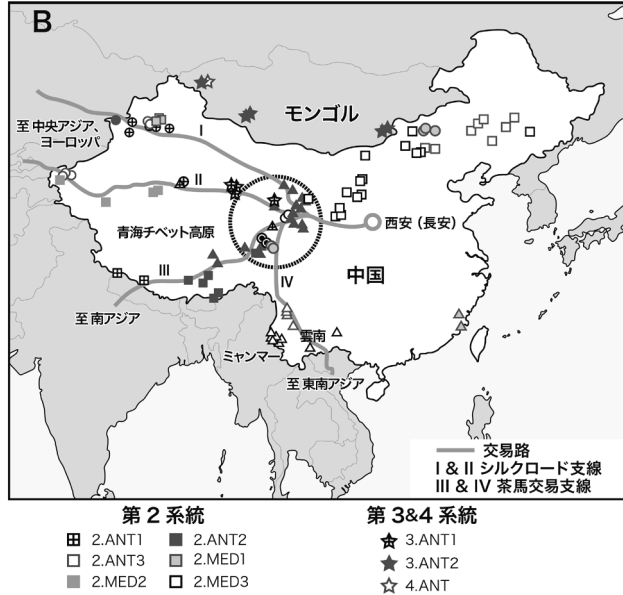 B
モンゴル
至 中央アジア、
ヨーロッパ
I
II
西安 (長安)
青海チベット高原
中国
III
IV
至 南アジア
雲南
ミャンマー
至 東南アジア
交易路
I & II シルクロード支線
III & IV 茶馬交易支線
第 2 系統
第 3&4 系統
2.ANT1
2.ANT2
3.ANT1
2.ANT3
2.MED1
3.ANT2
2.MED2
2.MED3
4.ANT